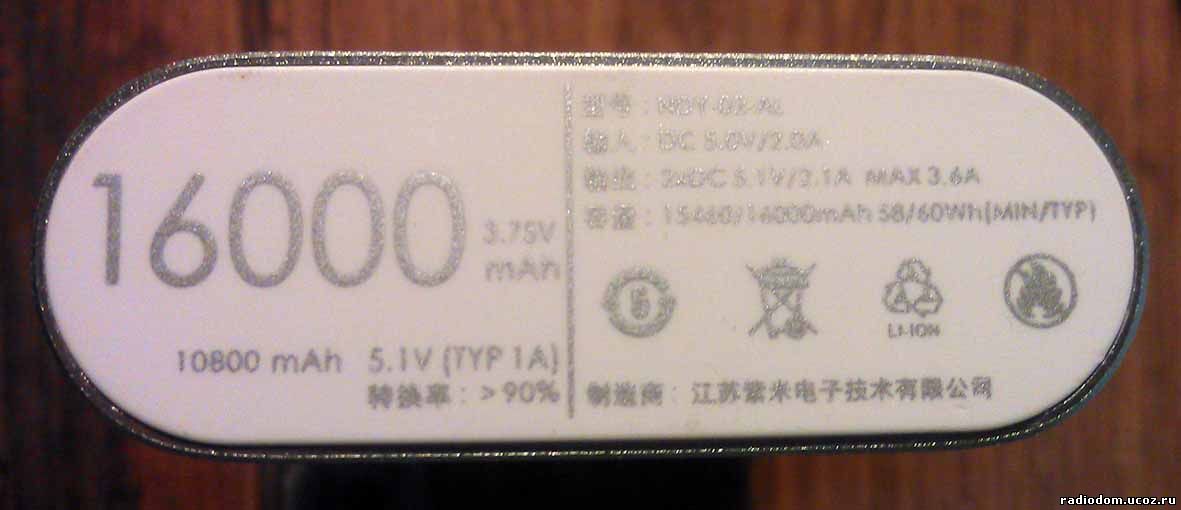 16000
3.75V
mAh
10800 mAh 5.1V (TYP 1A)
转换率：>90%
型号：NDY-02-AL
输入：DC 5.0V/2.0A
输出：2xDC 5.1V/2.1A MAX 3.6A
容量：15460/16000mAh 58/60Wh(MIN/TYP)
5
LI-ION
制造商：江苏紫米电子技术有限公司
radiodom.ucoz.ru